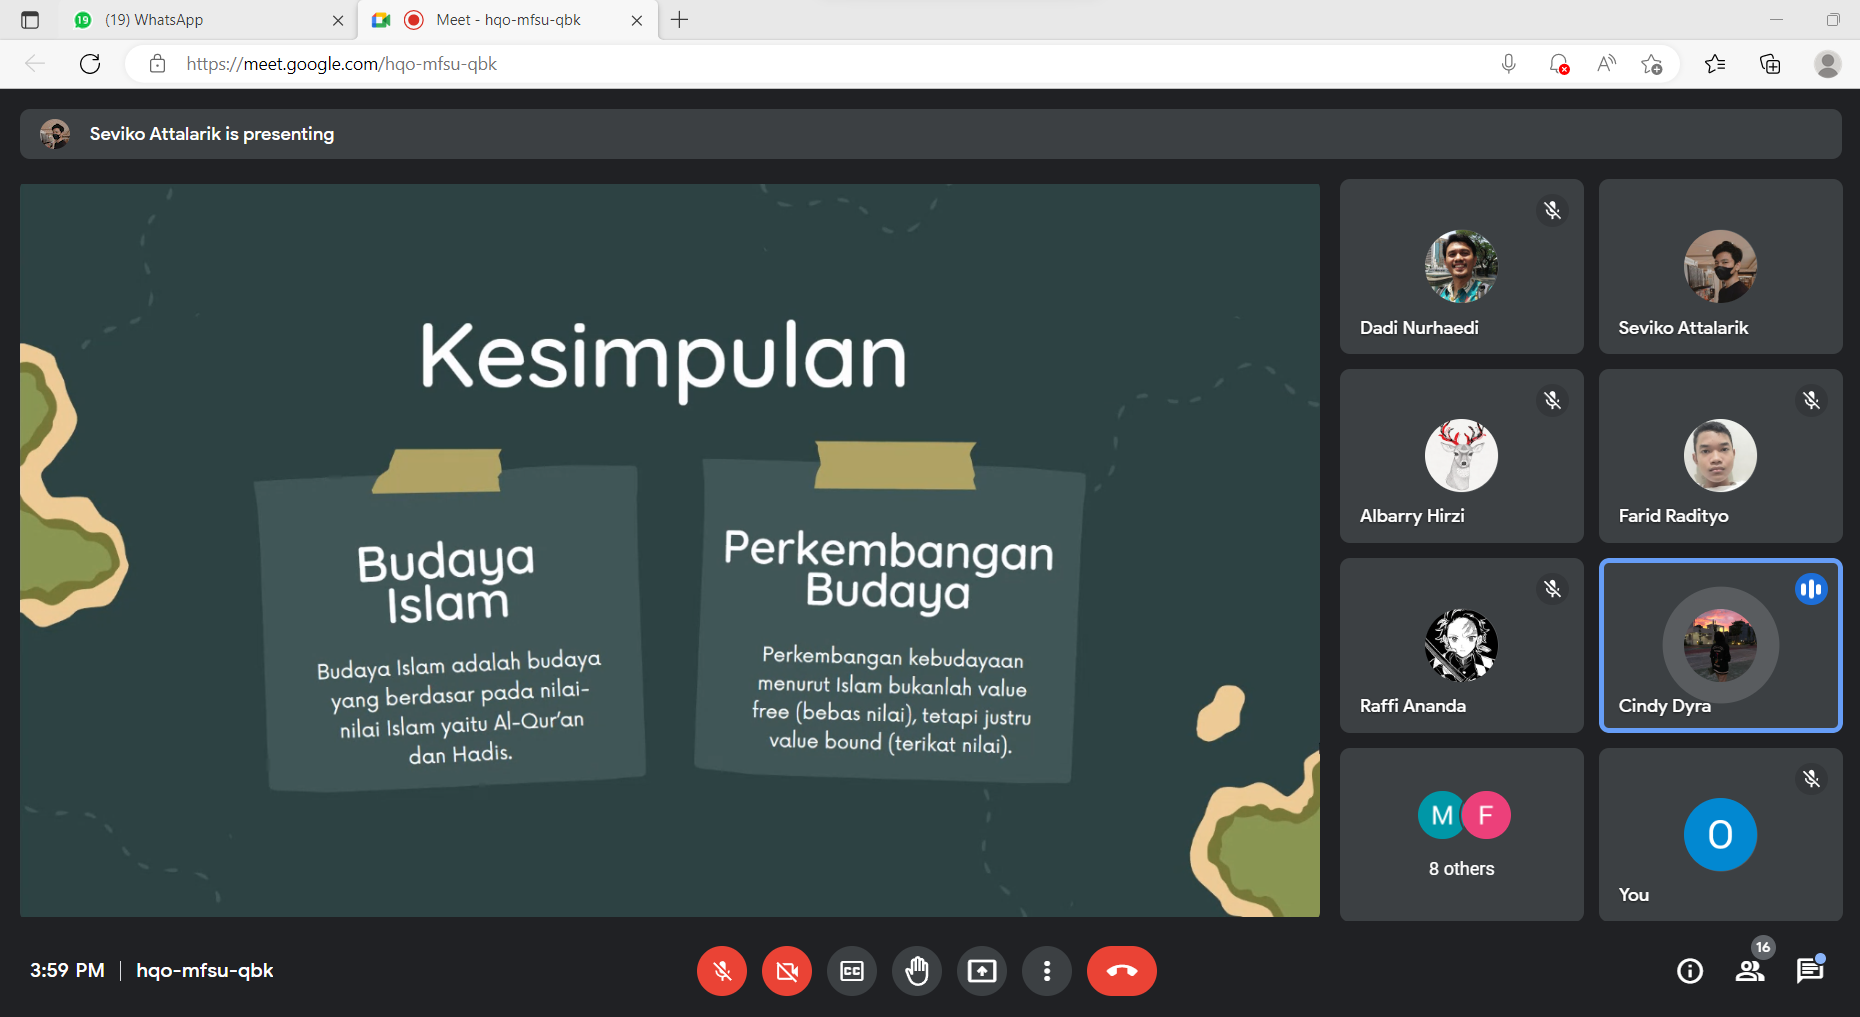 19
(19) WhatsApp
Meet - hqo-mfsu-qbk
https://meet.google.com/hqo-mfsu-qbk
Seviko Attalarik is presenting
Kesimpulan
Budaya
Islam
Budaya Islam adalah budaya
yang berdasar pada nilai-
nilai Islam yaitu Al-Qur'an
dan Hadis.
Perkembangan
Budaya
Perkembangan kebudayaan
menurut Islam bukanlah value
free (bebas nilai), tetapi justru
value bound (terikat nilai).
Dadi Nurhaedi
Seviko Attalarik
Albarry Hirzi
Farid Radityo
Raffi Ananda
Cindy Dyra
M F
8 others
O
You
3:59 PM | hqo-mfsu-qbk
CC
16